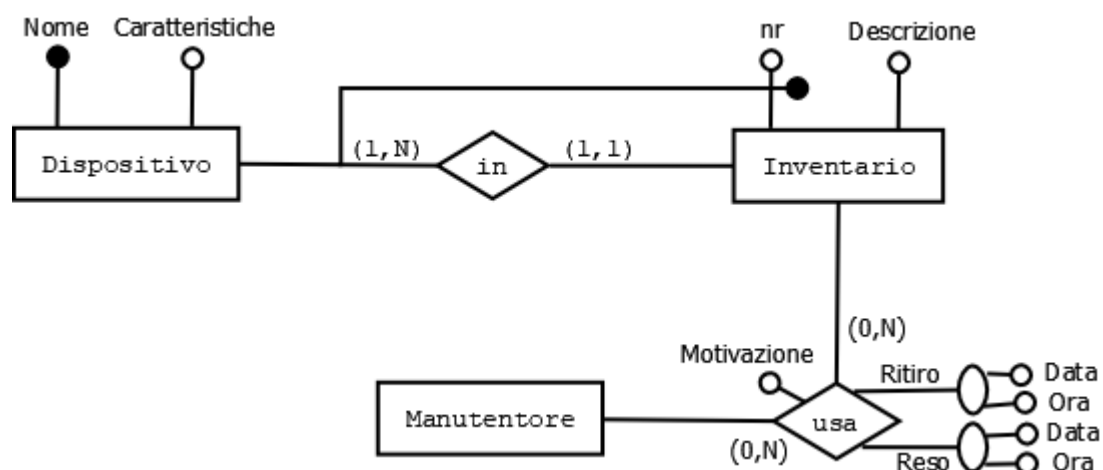 Nome Caratteristiche nr Descrizione
Dispositivo (1,N) in (1,1) Inventario
(0,N)
Motivazione Ritiro Data
Ora
Manutentore (0,N) usa Data
Reso Ora